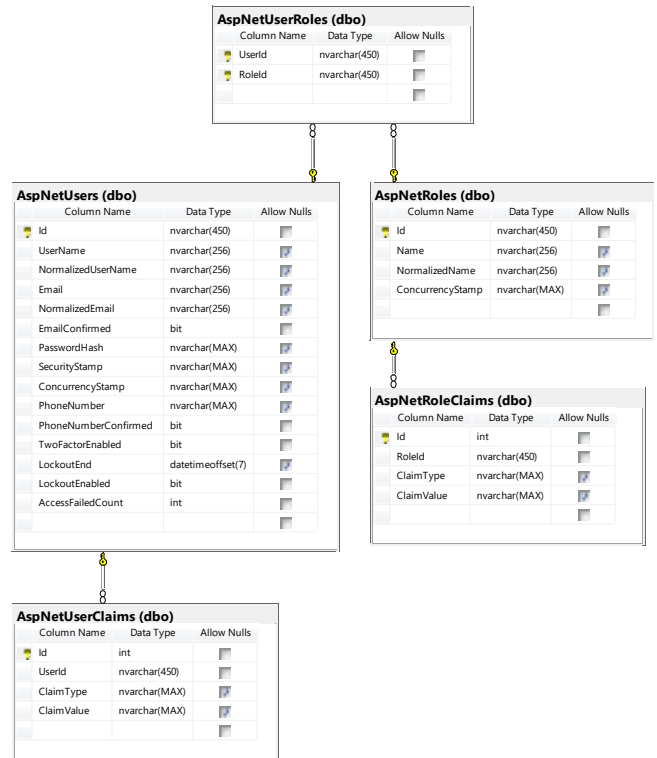 AspNetUserRoles (dbo)
Column Name Data Type Allow Nulls
UserId nvarchar(450)
RoleId nvarchar(450)
AspNetUsers (dbo)
Column Name Data Type Allow Nulls
Id nvarchar(450)
UserName nvarchar(256)
NormalizedUserName nvarchar(256)
Email nvarchar(256)
NormalizedEmail nvarchar(256)
EmailConfirmed bit
PasswordHash nvarchar(MAX)
SecurityStamp nvarchar(MAX)
ConcurrencyStamp nvarchar(MAX)
PhoneNumber nvarchar(MAX)
PhoneNumberConfirmed bit
TwoFactorEnabled bit
LockoutEnd datetimeoffset(7)
LockoutEnabled bit
AccessFailedCount int
AspNetRoles (dbo)
Column Name Data Type Allow Nulls
Id nvarchar(450)
Name nvarchar(256)
NormalizedName nvarchar(256)
ConcurrencyStamp nvarchar(MAX)
AspNetRoleClaims (dbo)
Column Name Data Type Allow Nulls
Id int
RoleId nvarchar(450)
ClaimType nvarchar(MAX)
ClaimValue nvarchar(MAX)
AspNetUserClaims (dbo)
Column Name Data Type Allow Nulls
Id int
UserId nvarchar(450)
ClaimType nvarchar(MAX)
ClaimValue nvarchar(MAX)